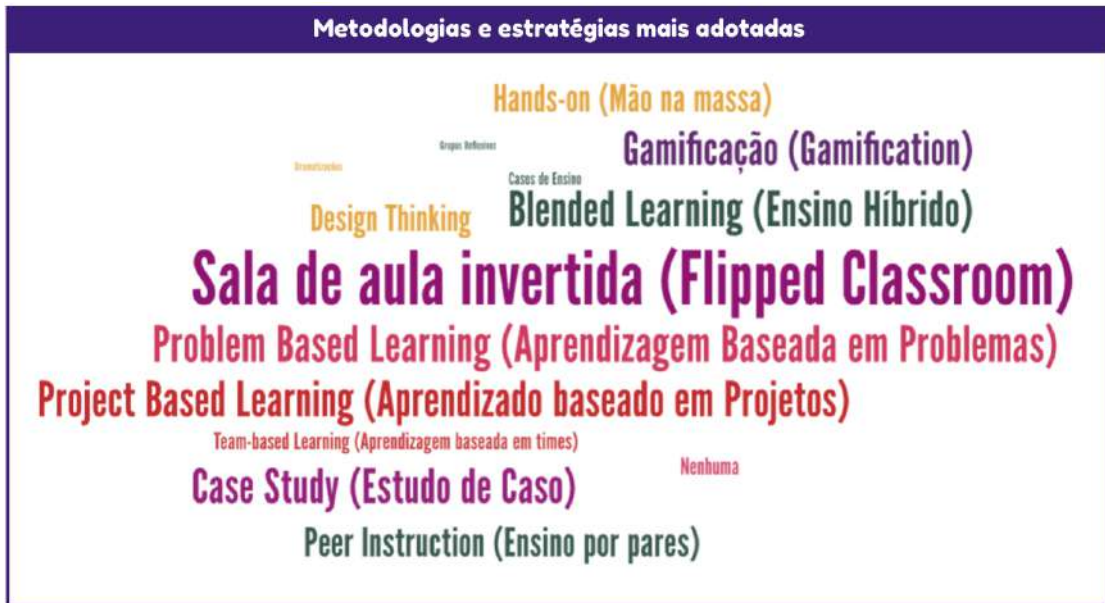 Metodologias e estratégias mais adotadas
Hands-on (Mão na massa)
Grupos Reflexivos
Gamificação (Gamification)
Dramatizações
Casos de Ensino
Design Thinking
Blended Learning (Ensino Híbrido)
Sala de aula invertida (Flipped Classroom)
Problem Based Learning (Aprendizagem Baseada em Problemas)
Project Based Learning (Aprendizado baseado em Projetos)
Team-based Learning (Aprendizagem baseada em times)
Nenhuma
Case Study (Estudo de Caso)
Peer Instruction (Ensino por pares)